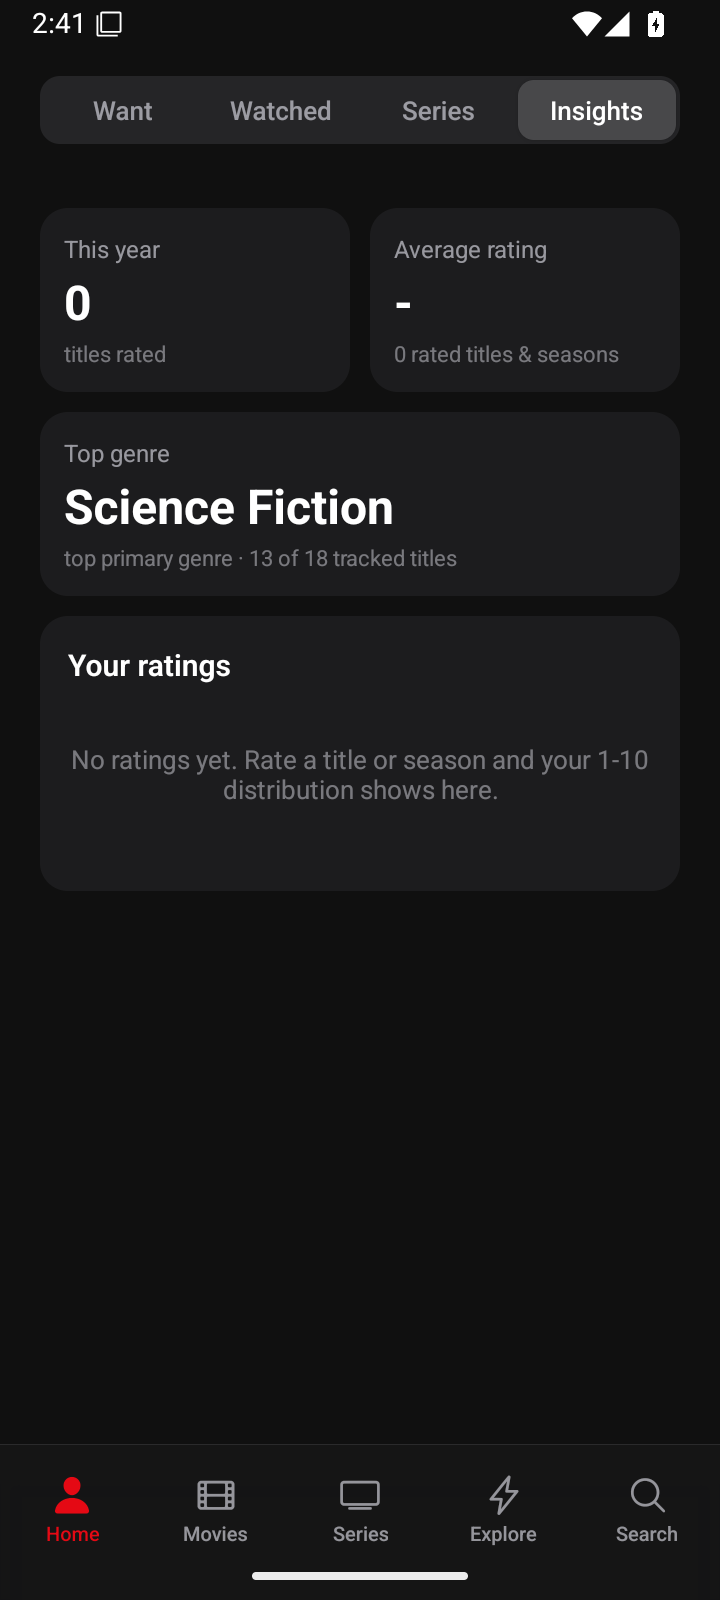 2:41
Want Watched Series Insights
This year
0
titles rated
Average rating
-
0 rated titles & seasons
Top genre
Science Fiction
top primary genre · 13 of 18 tracked titles
Your ratings
No ratings yet. Rate a title or season and your 1-10
distribution shows here.
Home Movies Series Explore Search